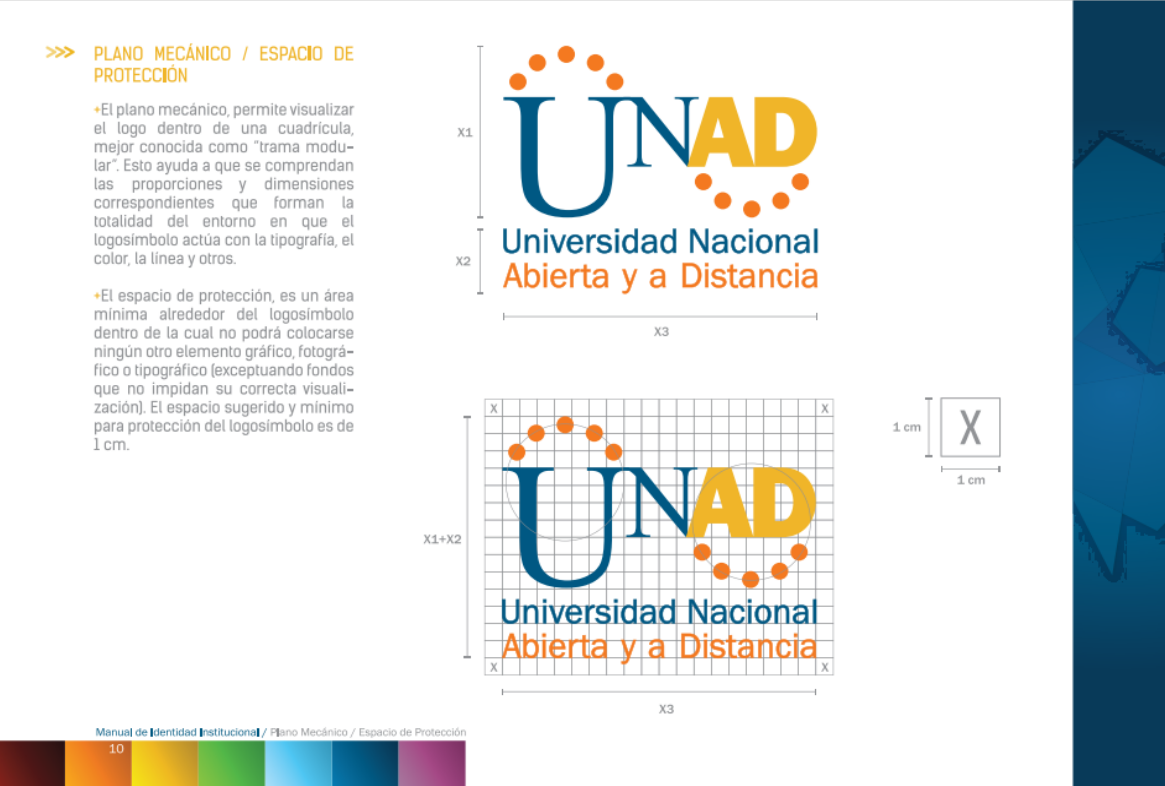 >>> PLANO MECÁNICO / ESPACIO DE
PROTECCIÓN
+El plano mecánico, permite visualizar
el logo dentro de una cuadrícula,
mejor conocida como “trama modu-
lar”. Esto ayuda a que se comprendan
las proporciones y dimensiones
correspondientes que forman la
totalidad del entorno en que el
logosímbolo actúa con la tipografía, el
color, la línea y otros.
+El espacio de protección, es un área
mínima alrededor del logosímbolo
dentro de la cual no podrá colocarse
ningún otro elemento gráfico, fotográ-
fico o tipográfico (exceptuando fondos
que no impidan su correcta visuali-
zación). El espacio sugerido y mínimo
para protección del logosímbolo es de
1 cm.
X1
UNAD
X2
Universidad Nacional
Abierta y a Distancia
X3
X
X
X1+X2
UNAD
Universidad Nacional
Abierta y a Distancia
X
X
X3
1 cm
X
1 cm
Manual de Identidad Institucional / Plano Mecánico / Espacio de Protección
10